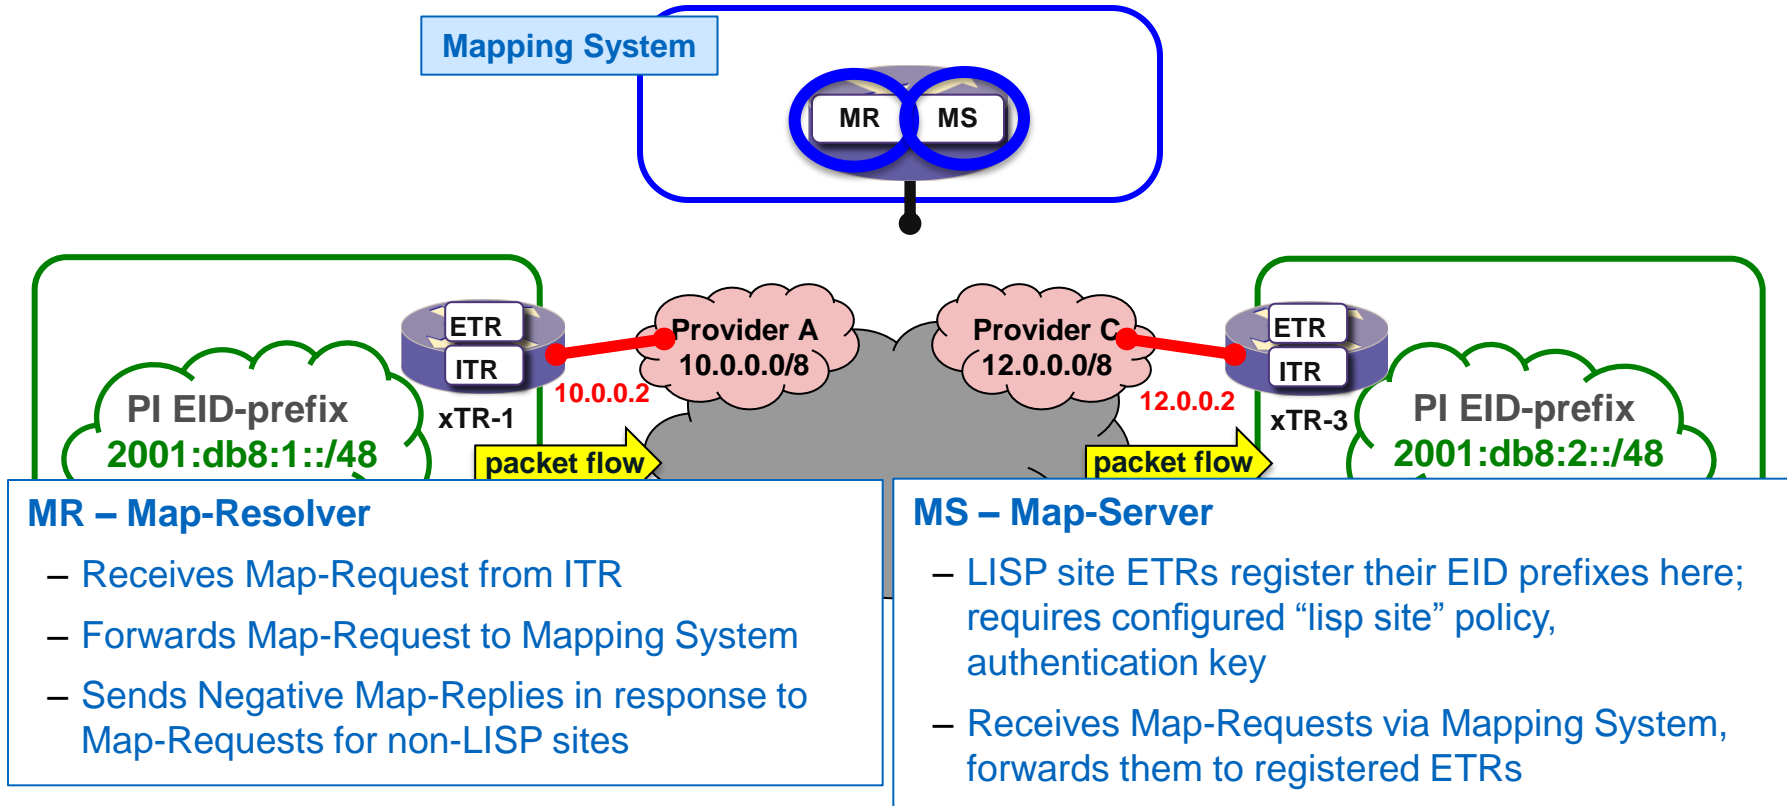 Mapping System
MR
MS
ETR
ITR
Provider A
10.0.0.0/8
Provider C
12.0.0.0/8
ETR
ITR
10.0.0.2
12.0.0.2
xTR-1
xTR-3
PI EID-prefix
2001:db8:1::/48
PI EID-prefix
2001:db8:2::/48
packet flow
packet flow
MR – Map-Resolver
– Receives Map-Request from ITR
– Forwards Map-Request to Mapping System
– Sends Negative Map-Replies in response to
Map-Requests for non-LISP sites
MS – Map-Server
– LISP site ETRs register their EID prefixes here;
requires configured “lisp site” policy,
authentication key
– Receives Map-Requests via Mapping System,
forwards them to registered ETRs